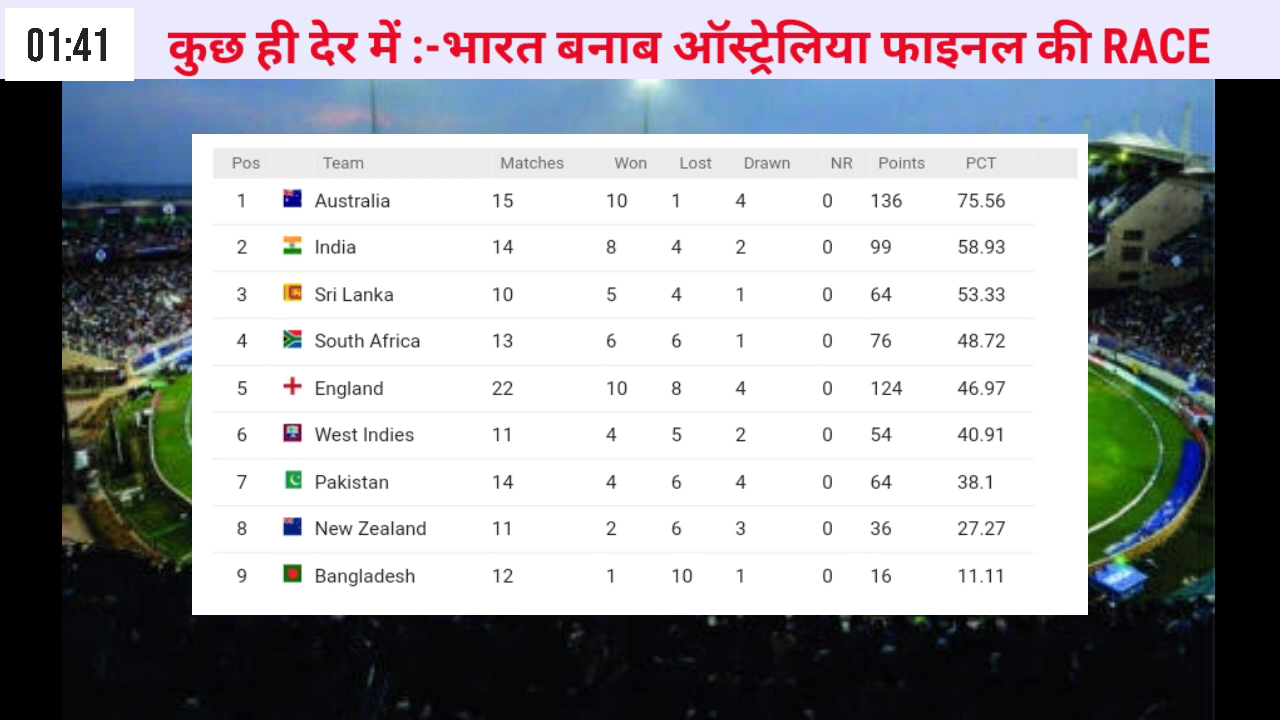 01:41 कुछ ही देर में :-भारत बनाब ऑस्ट्रेलिया फाइनल की RACE
Pos Team Matches Won Lost Drawn NR Points PCT
1 Australia 15 10 1 4 0 136 75.56
2 India 14 8 4 2 0 99 58.93
3 Sri Lanka 10 5 4 1 0 64 53.33
4 South Africa 13 6 6 1 0 76 48.72
5 England 22 10 8 4 0 124 46.97
6 West Indies 11 4 5 2 0 54 40.91
7 Pakistan 14 4 6 4 0 64 38.1
8 New Zealand 11 2 6 3 0 36 27.27
9 Bangladesh 12 1 10 1 0 16 11.11